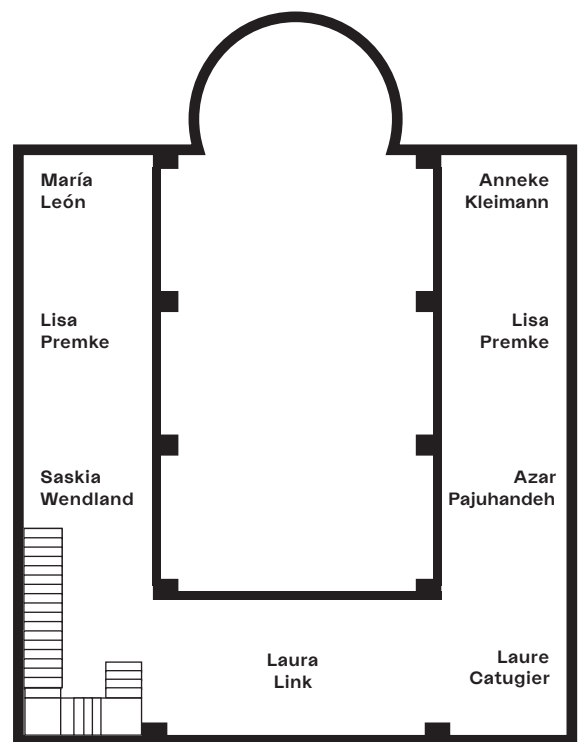 María
León
Anneke
Kleimann
Lisa
Premke
Lisa
Premke
Saskia
Wendland
Azar
Pajuhandeh
Laura
Link
Laure
Catugier